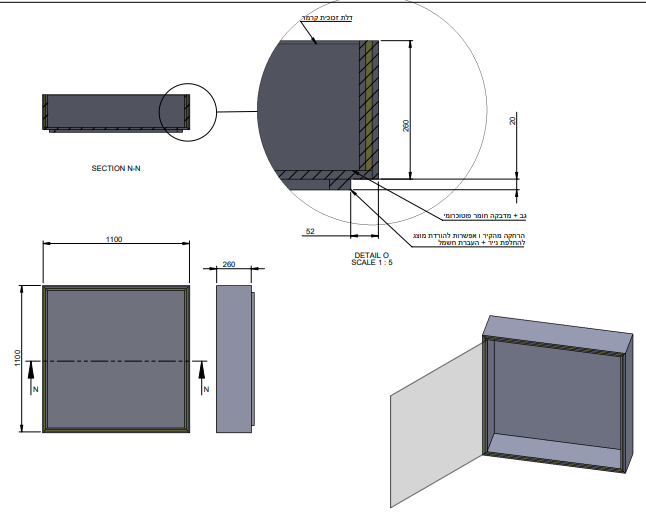 דלת זכוכית קרמר
260
20
SECTION N-N
גב + מדבקה חומר פוטוכרומי
52
הרחקה מהקיר ו אפשרות להורדת מוצג
להחלפת נייר + העברת חשמל
DETAIL O
SCALE 1 : 5
1100
260
1100
N
N